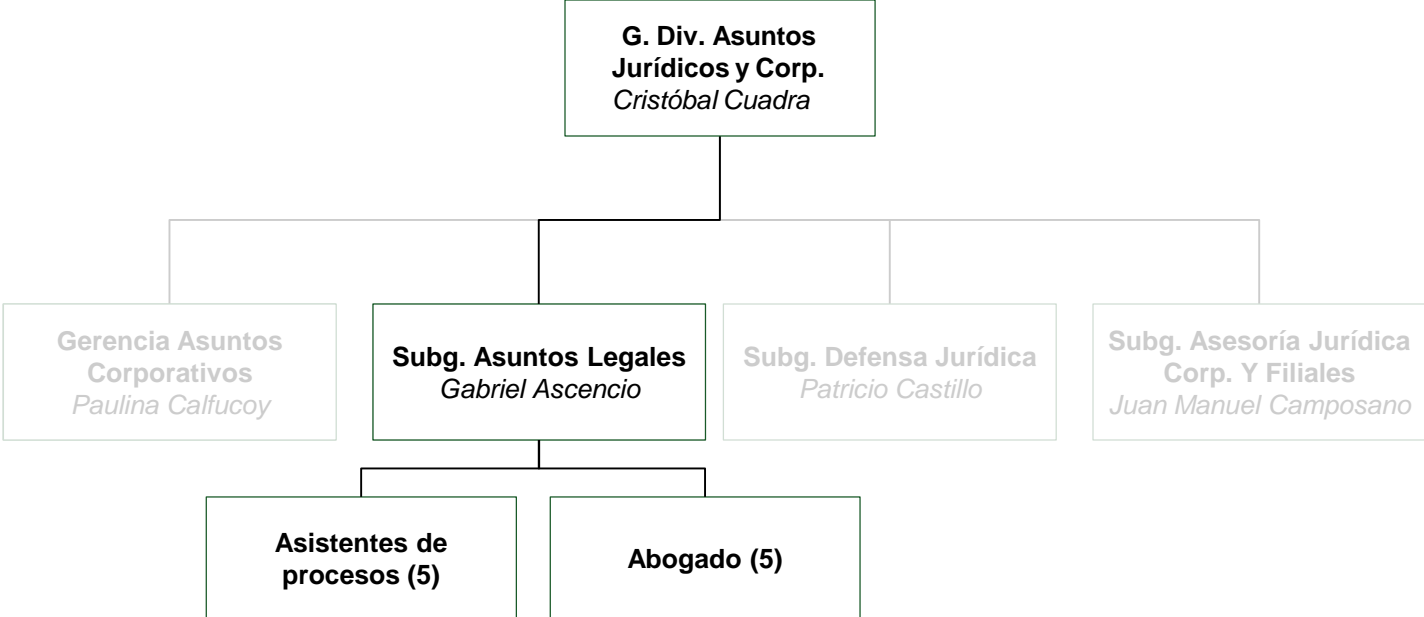 G. Div. Asuntos
Jurídicos y Corp.
Cristóbal Cuadra
Gerencia Asuntos
Corporativos
Paulina Calfucoy
Subg. Asuntos Legales
Gabriel Ascencio
Subg. Defensa Jurídica
Patricio Castillo
Subg. Asesoría Jurídica
Corp. Y Filiales
Juan Manuel Camposano
Asistentes de
procesos (5)
Abogado (5)